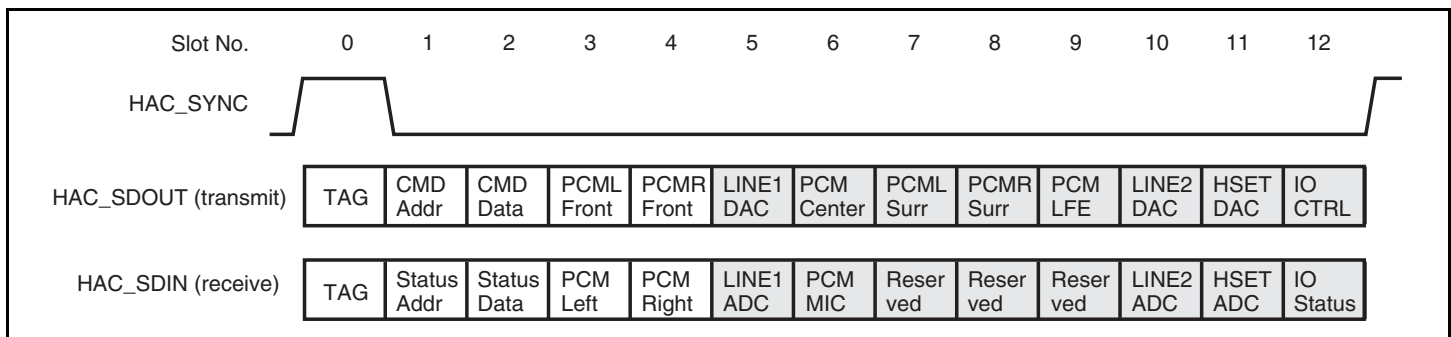 Slot No. 0 1 2 3 4 5 6 7 8 9 10 11 12
HAC_SYNC
HAC_SDOUT (transmit) TAG CMD Addr CMD Data PCML Front PCMR Front LINE1 DAC PCM Center PCML Surr PCMR Surr PCM LFE LINE2 DAC HSET DAC IO CTRL
HAC_SDIN (receive) TAG Status Addr Status Data PCM Left PCM Right LINE1 ADC PCM MIC Reser ved Reser ved Reser ved LINE2 ADC HSET ADC IO Status